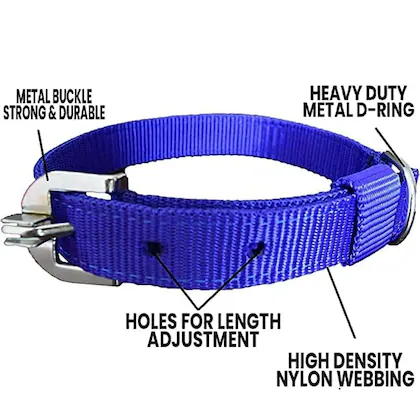 METAL BUCKLE
STRONG & DURABLE
HEAVY DUTY
METAL D-RING
HOLES FOR LENGTH
ADJUSTMENT
HIGH DENSITY
NYLON WEBBING